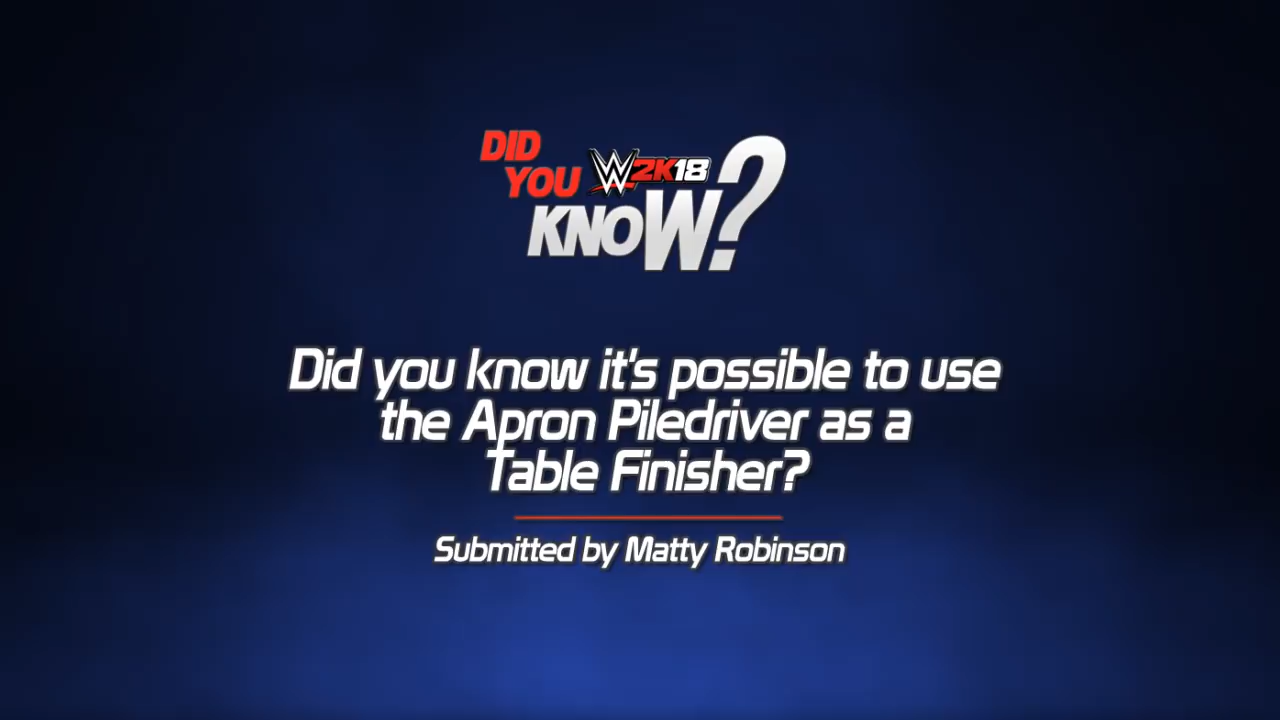 DID
YOU
W 2K18
KNOW?
Did you know it's possible to use
the Apron Piledriver as a
Table Finisher?
Submitted by Matty Robinson